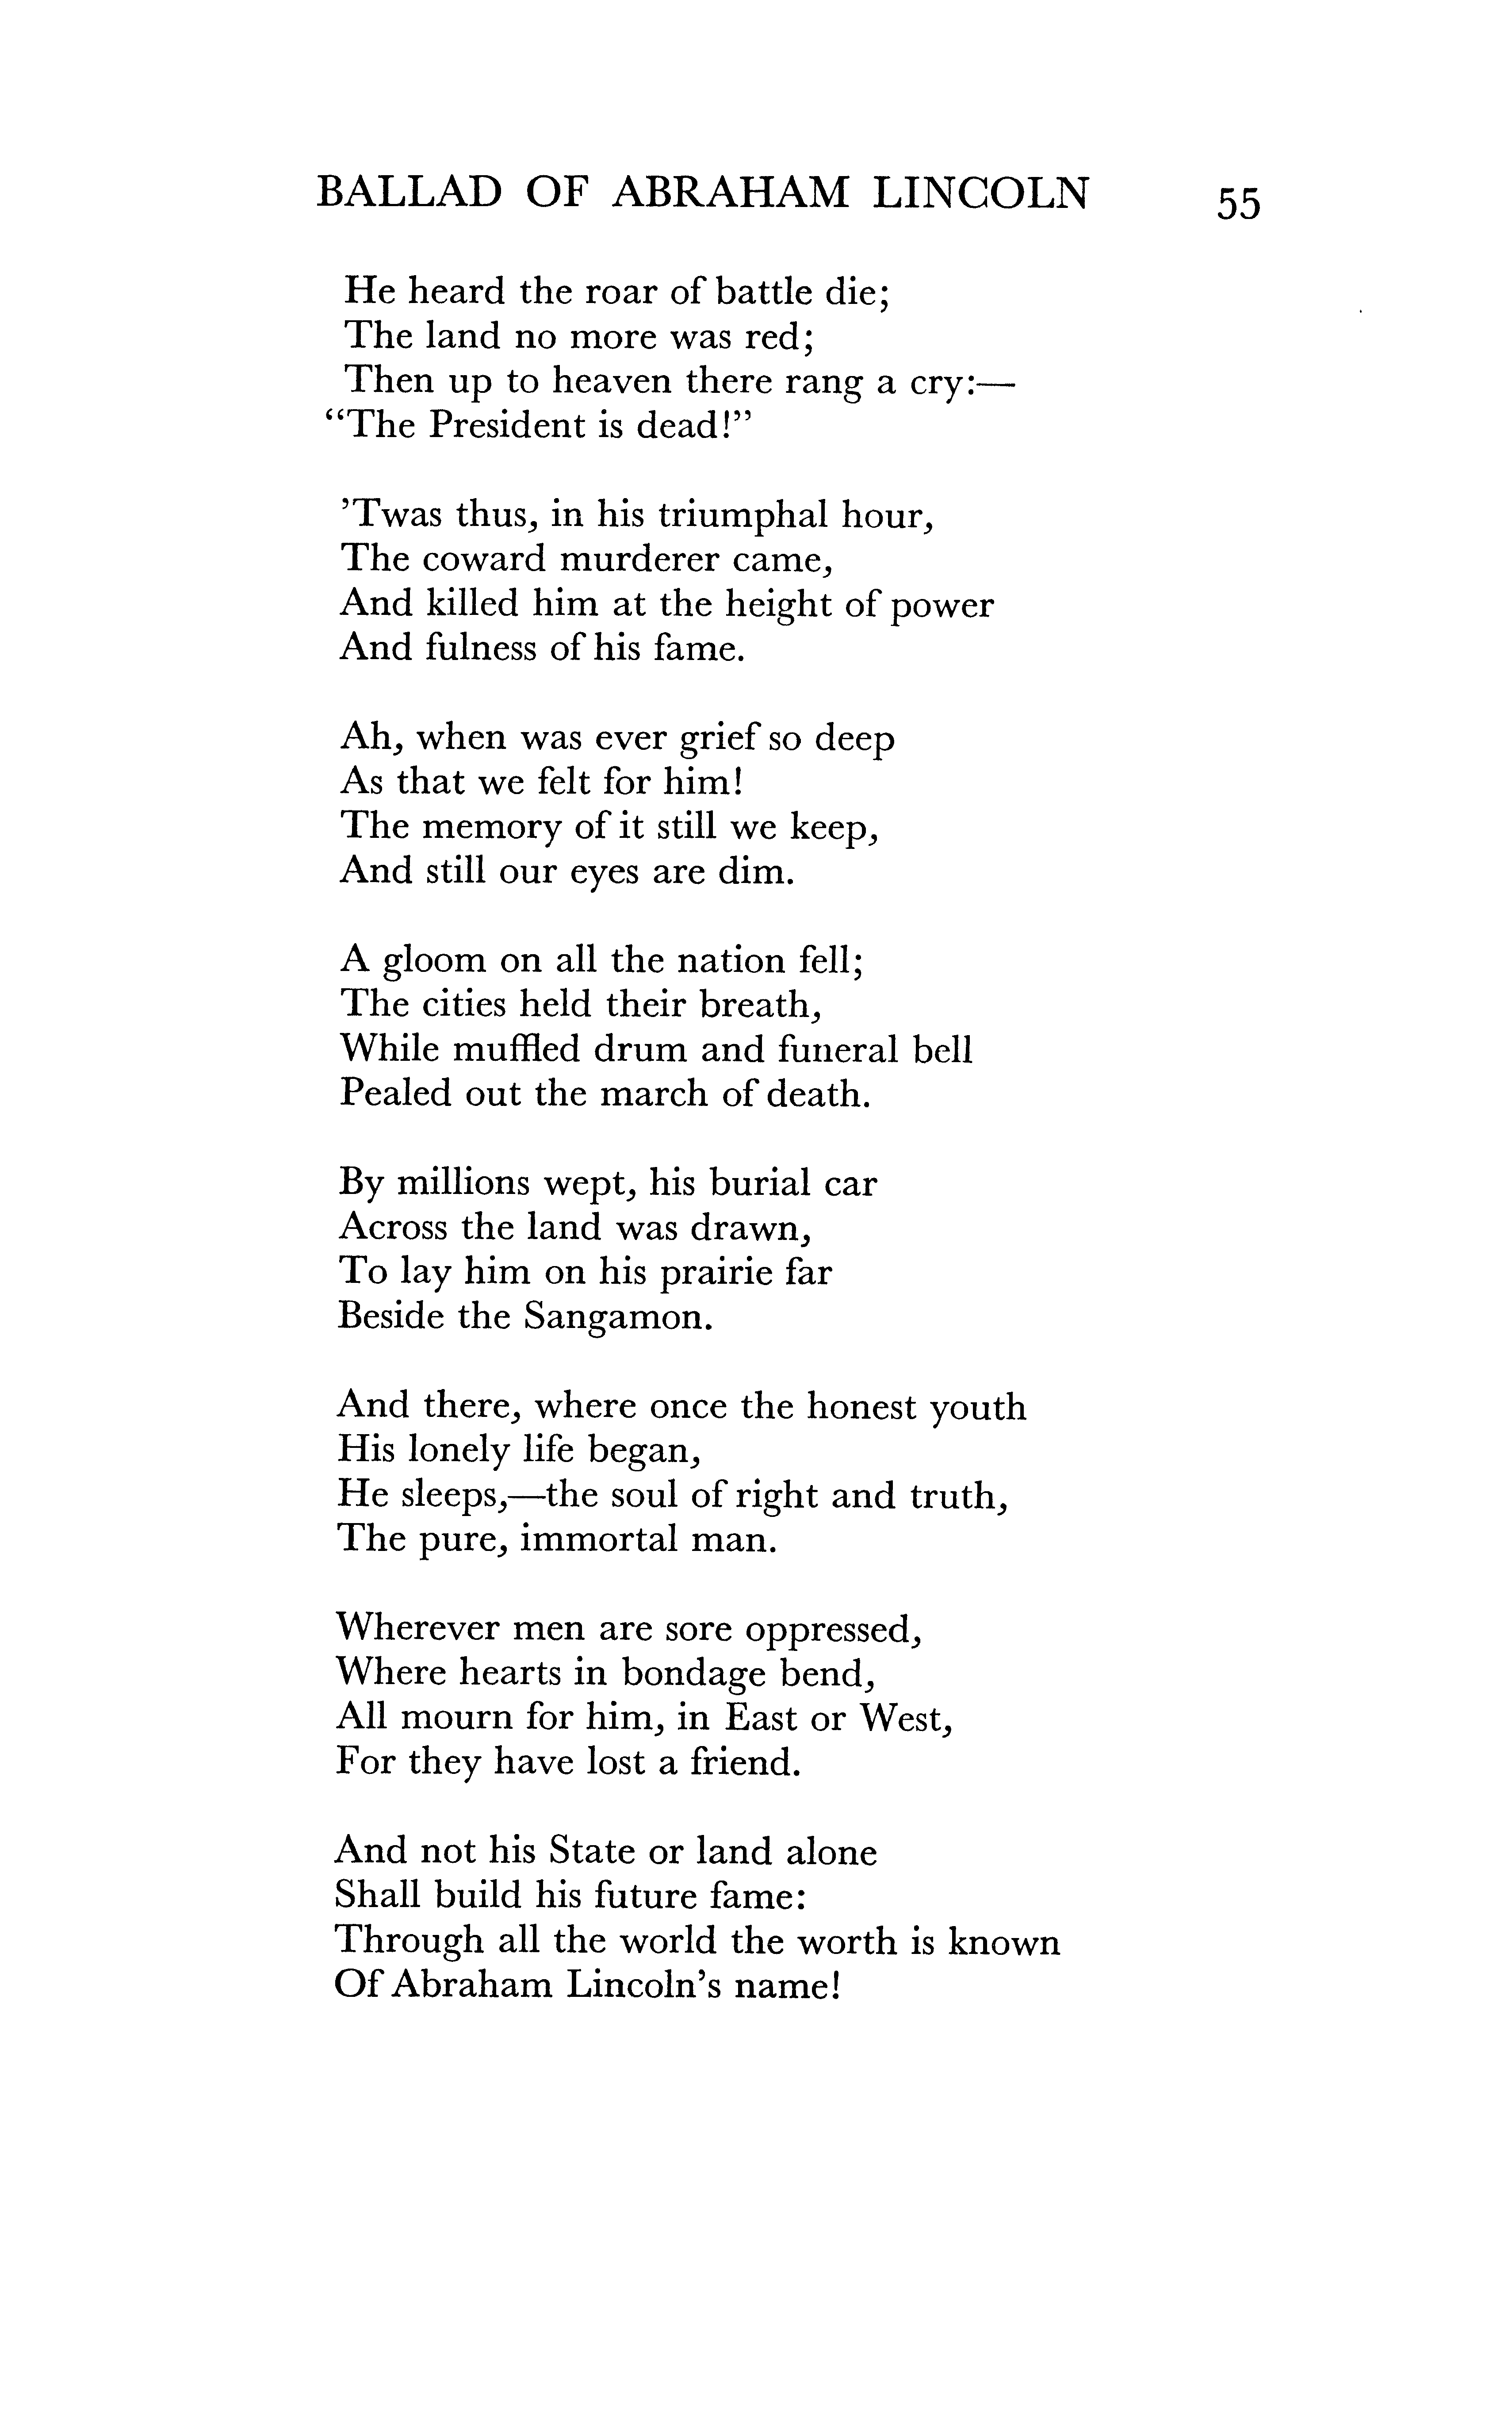 BALLAD OF ABRAHAM LINCOLN 55
He heard the roar of battle die;
The land no more was red;
Then up to heaven there rang a cry:—
“The President is dead!”
’Twas thus, in his triumphal hour,
The coward murderer came,
And killed him at the height of power
And fulness of his fame.
Ah, when was ever grief so deep
As that we felt for him!
The memory of it still we keep,
And still our eyes are dim.
A gloom on all the nation fell;
The cities held their breath,
While muffled drum and funeral bell
Pealed out the march of death.
By millions wept, his burial car
Across the land was drawn,
To lay him on his prairie far
Beside the Sangamon.
And there, where once the honest youth
His lonely life began,
He sleeps,—the soul of right and truth,
The pure, immortal man.
Wherever men are sore oppressed,
Where hearts in bondage bend,
All mourn for him, in East or West,
For they have lost a friend.
And not his State or land alone
Shall build his future fame:
Through all the world the worth is known
Of Abraham Lincoln’s name!